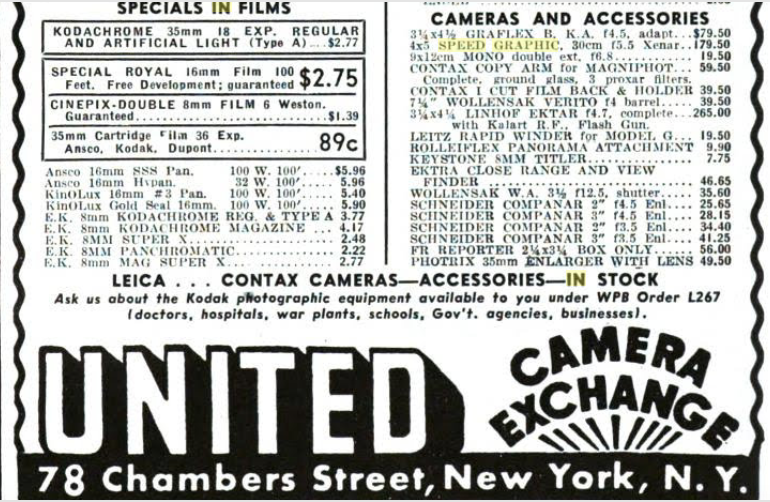 SPECIALS IN FILMS
KODACHROME 35mm 18 EXP. REGULAR
AND ARTIFICIAL LIGHT (Type A)...$2.77
SPECIAL ROYAL 16mm Film 100
Feet. Free Development; guaranteed $2.75
CINEPIX-DOUBLE 8mm FILM 6 Weston.
Guaranteed..............................$1.39
35mm Cartridge Film 36 Exp.
Ansco, Kodak, Dupont.................. 89c
Ansco 16mm SSS Pan. 100 W. 100'.....$5.96
Ansco 16mm Hypan. 32 W. 100'..... 5.96
KinOLux 16mm #3 Pan. 100 W. 100'..... 5.40
KinOLux Gold Seal 16mm. 100 W. 100'..... 5.90
E.K. 8mm KODACHROME REG. & TYPE A 3.77
E.K. 8mm KODACHROME MAGAZINE ... 4.17
E.K. 8MM SUPER X..................... 2.48
E.K. 8MM PANCHROMATIC.............. 2.22
E.K. 8mm MAG SUPER X............... 2.77
CAMERAS AND ACCESSORIES
3¼x4½ GRAFLEX B, K.A. f4.5, adapt...$79.50
4x5 SPEED GRAPHIC, 30cm f5.5 Xenar..179.50
9x12cm MONO double ext. f6.8........ 19.50
CONTAX COPY ARM for MAGNIPHOT.. 59.50
Complete, ground glass, 3 proxar filters.
CONTAX I CUT FILM BACK & HOLDER 39.50
7¼" WOLLENSAK VERITO f4 barrel.... 39.50
3¼x4¼ LINHOF EKTAR f4.7, complete...265.00
with Kalart R.F., Flash Gun.
LEITZ RAPID WINDER for MODEL G... 19.50
ROLLEIFLEX PANORAMA ATTACHMENT 9.90
KEYSTONE 8MM TITLER................ 7.75
EKTRA CLOSE RANGE AND VIEW
FINDER ............................ 46.65
WOLLENSAK W.A. 3½ f12.5, shutter.... 35.60
SCHNEIDER COMPANAR 2" f4.5 Enl.... 25.65
SCHNEIDER COMPANAR 3" f4.5 Enl.... 28.15
SCHNEIDER COMPANAR 2" f3.5 Enl.... 34.40
SCHNEIDER COMPANAR 3" f3.5 Enl.... 41.25
FR REPORTER 2¼x3¼ BOX ONLY...... 56.00
PHOTRIX 35mm ENLARGER WITH LENS 49.50
LEICA . . . CONTAX CAMERAS—ACCESSORIES—IN STOCK
Ask us about the Kodak photographic equipment available to you under WPB Order L267
(doctors, hospitals, war plants, schools, Gov't. agencies, businesses).
UNITED
CAMERA
EXCHANGE
78 Chambers Street, New York, N. Y.